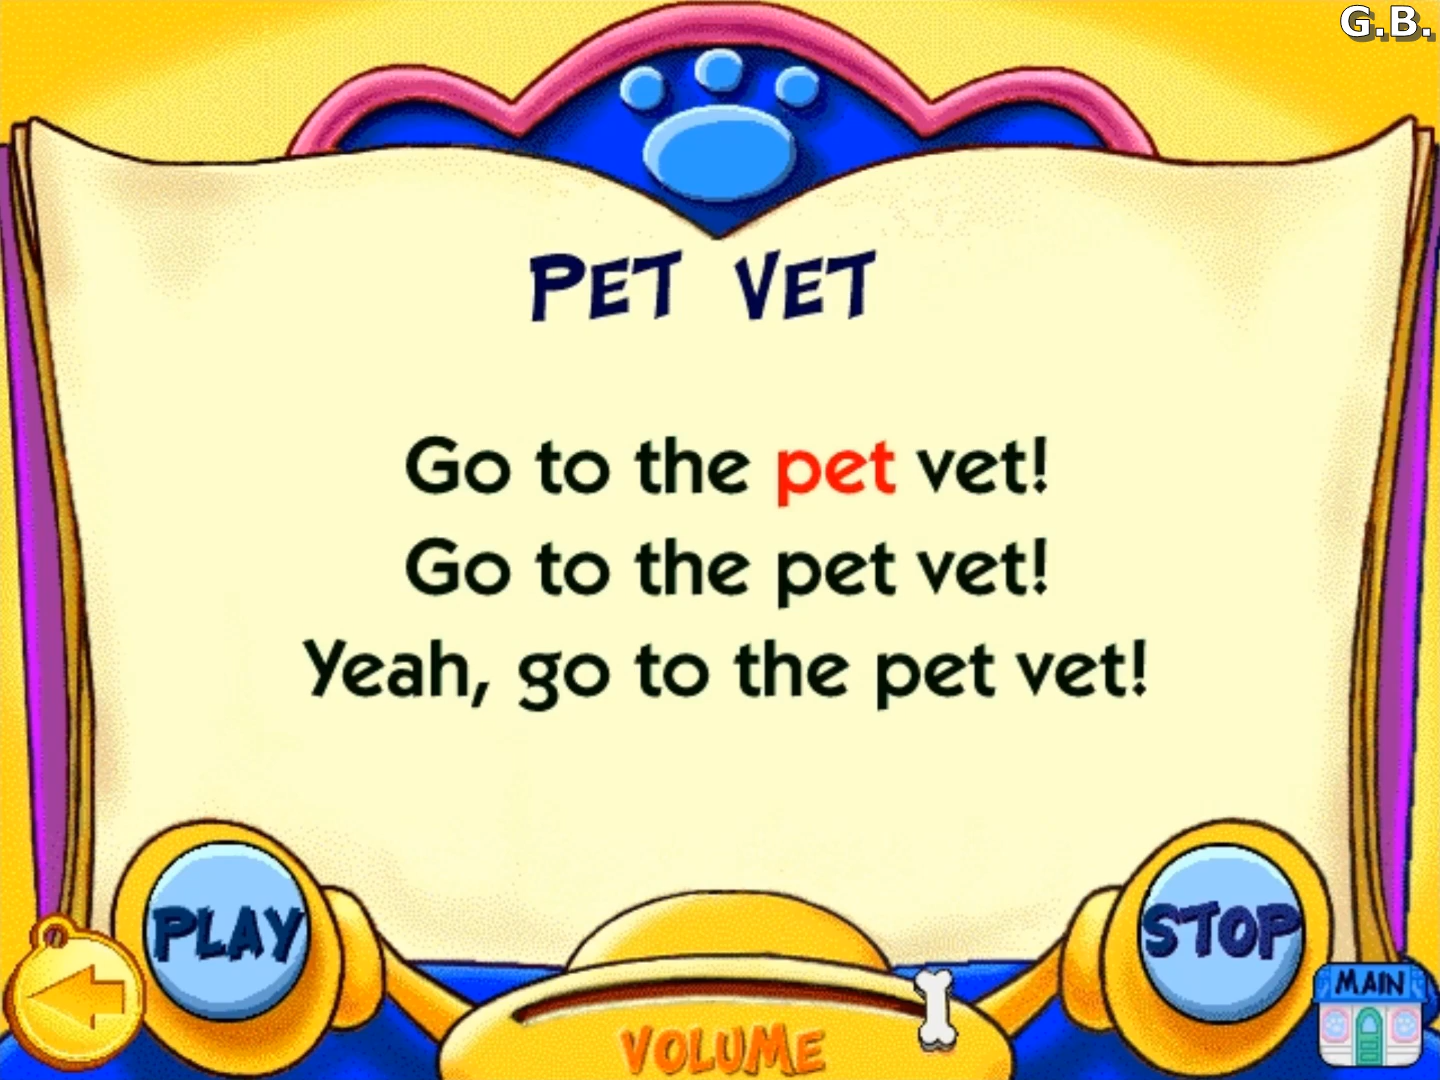 G.B.
PET VET
Go to the pet vet!
Go to the pet vet!
Yeah, go to the pet vet!
PLAY
STOP
MAIN
VOLUME